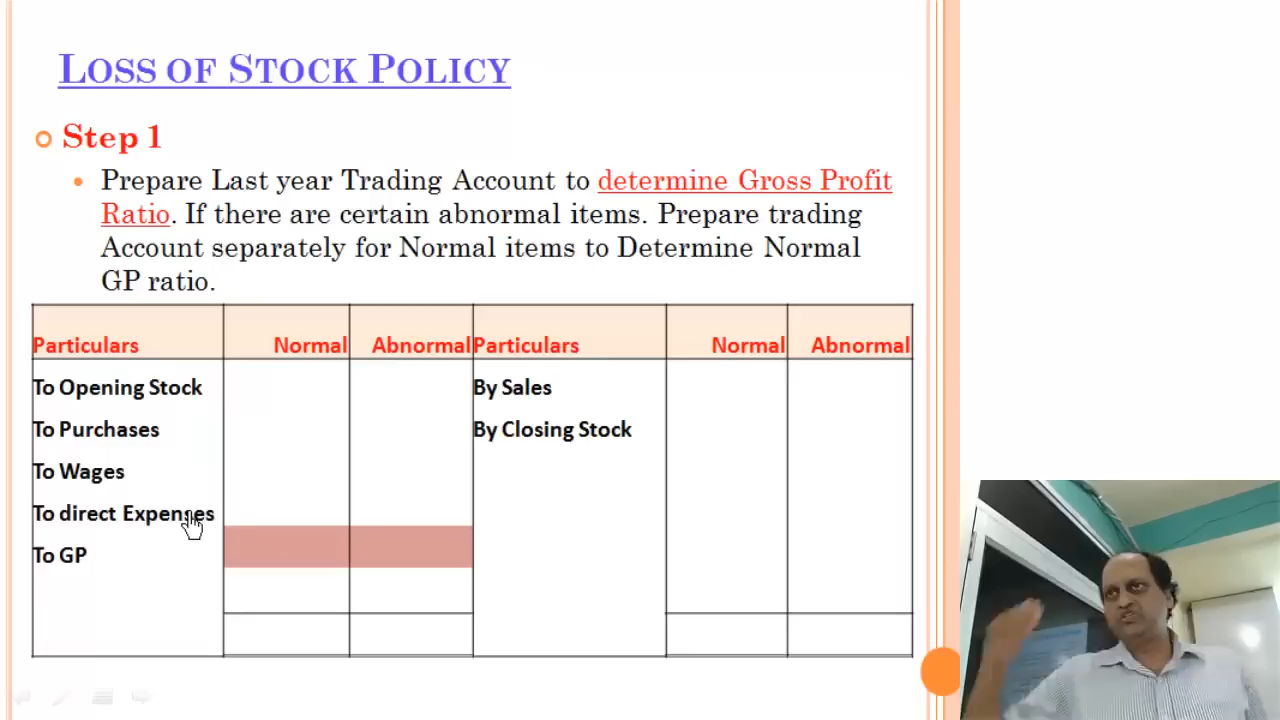 LOSS OF STOCK POLICY
Step 1
Prepare Last year Trading Account to determine Gross Profit
Ratio. If there are certain abnormal items. Prepare trading
Account separately for Normal items to Determine Normal
GP ratio.
Particulars Normal Abnormal Particulars Normal Abnormal
To Opening Stock By Sales
To Purchases By Closing Stock
To Wages
To direct Expenses
To GP